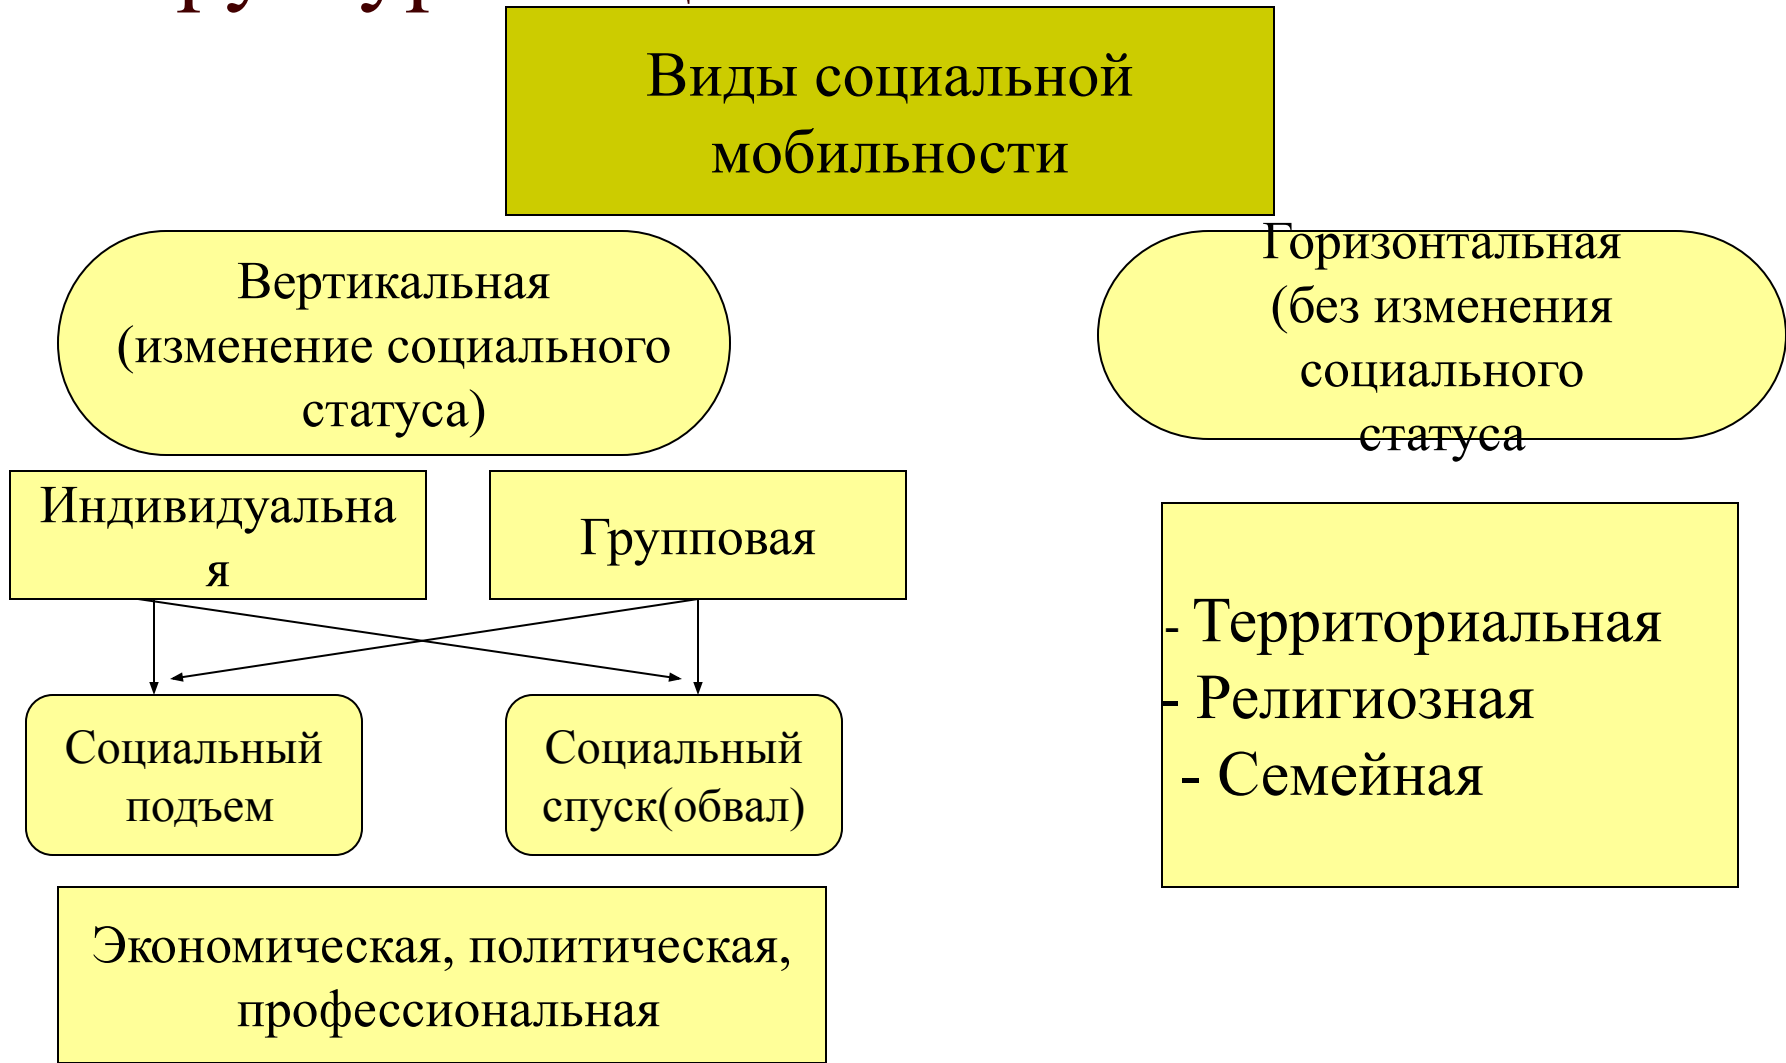 Виды социальной
мобильности
Вертикальная
(изменение социального
статуса)
Горизонтальная
(без изменения
социального
статуса
Индивидуальна
я
Групповая
- Территориальная
- Религиозная
- Семейная
Социальный
подъем
Социальный
спуск(обвал)
Экономическая, политическая,
профессиональная